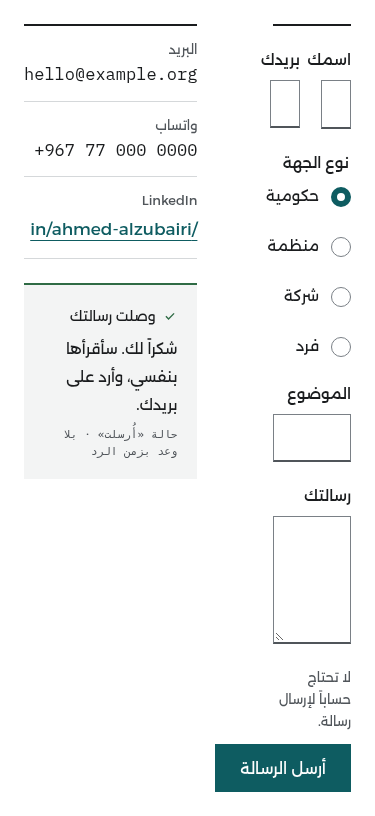 اسمك
بريدك
نوع الجهة
حكومية
منظمة
شركة
فرد
الموضوع
رسالتك
لا تحتاج
حساباً لإرسال
رسالة.
أرسل الرسالة
البريد
hello@example.org
واتساب
+967 77 000 0000
LinkedIn
in/ahmed-alzubairi/
وصلت رسالتك
شكراً لك. سأقرأها
بنفسي، وأرد على
بريدك.
حالة «أُرسلت» · بلا
وعد بزمن الرد